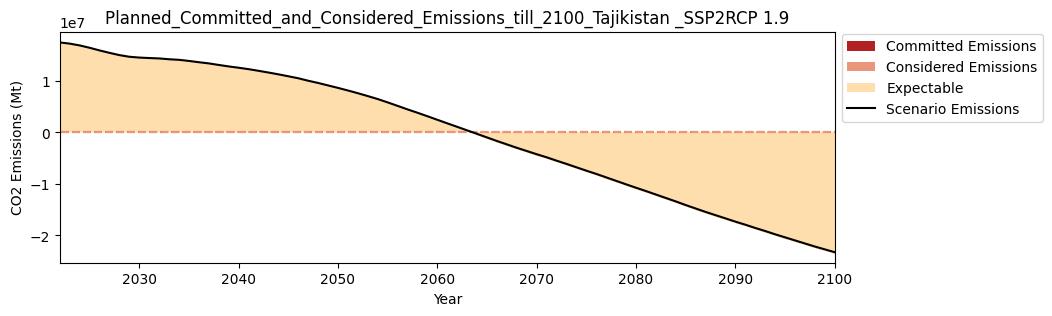 Planned_Committed_and_Considered_Emissions_till_2100_Tajikistan _SSP2RCP 1.9
1e7
Committed Emissions
Considered Emissions
Expectable
Scenario Emissions
1
0
−1
−2
CO2 Emissions (Mt)
2030 2040 2050 2060 2070 2080 2090 2100
Year